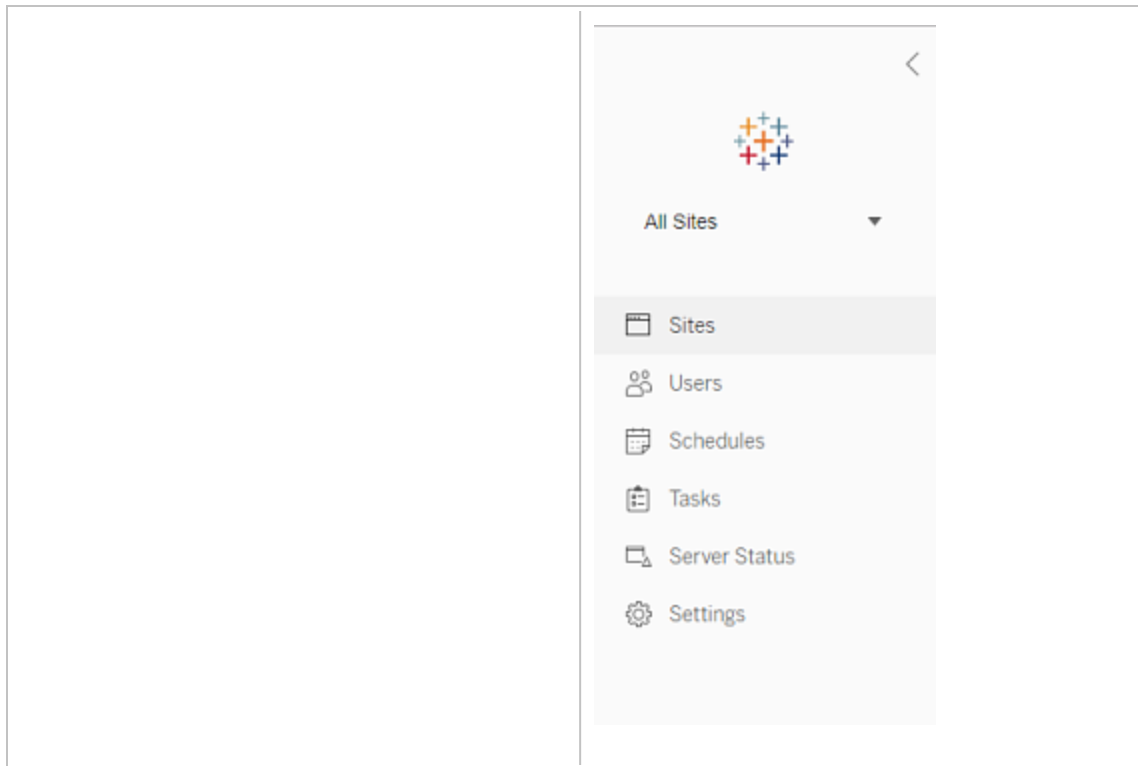 All Sites
Sites
Users
Schedules
Tasks
Server Status
Settings